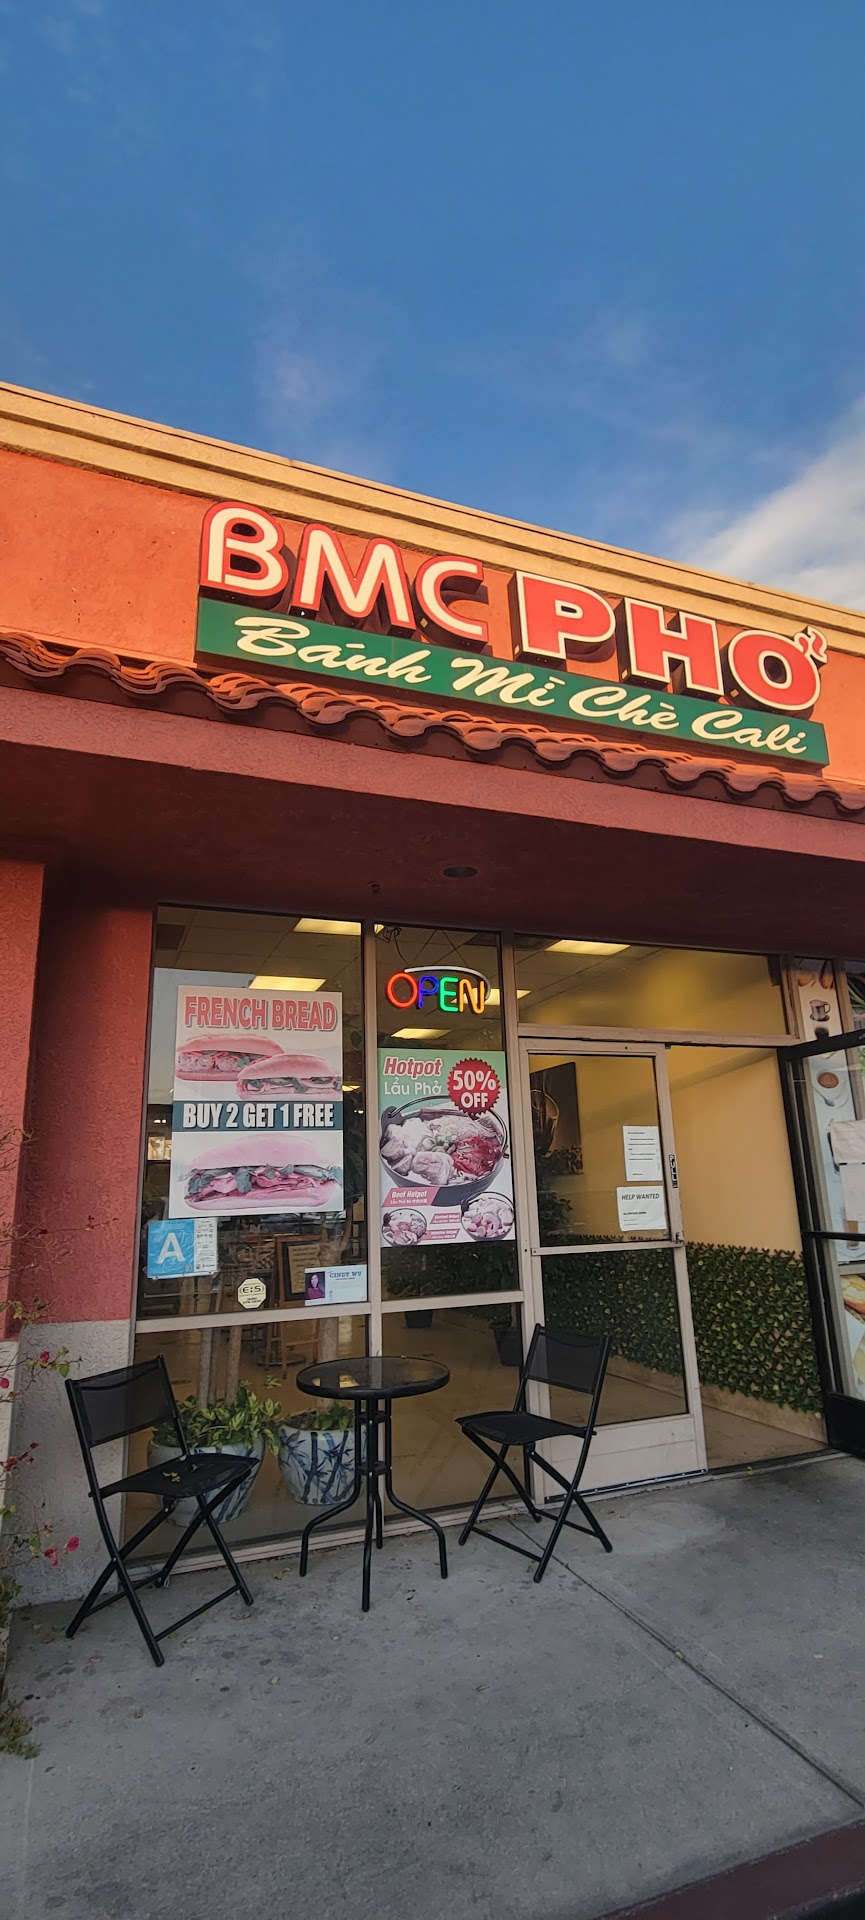 BMC PHỞ
Bánh Mì Chè Cali
OPEN
FRENCH BREAD
BUY 2 GET 1 FREE
Hotpot
Lẩu Phở
50%
OFF
Beef Hotpot
A
CINDY WU
HELP WANTED
PULL